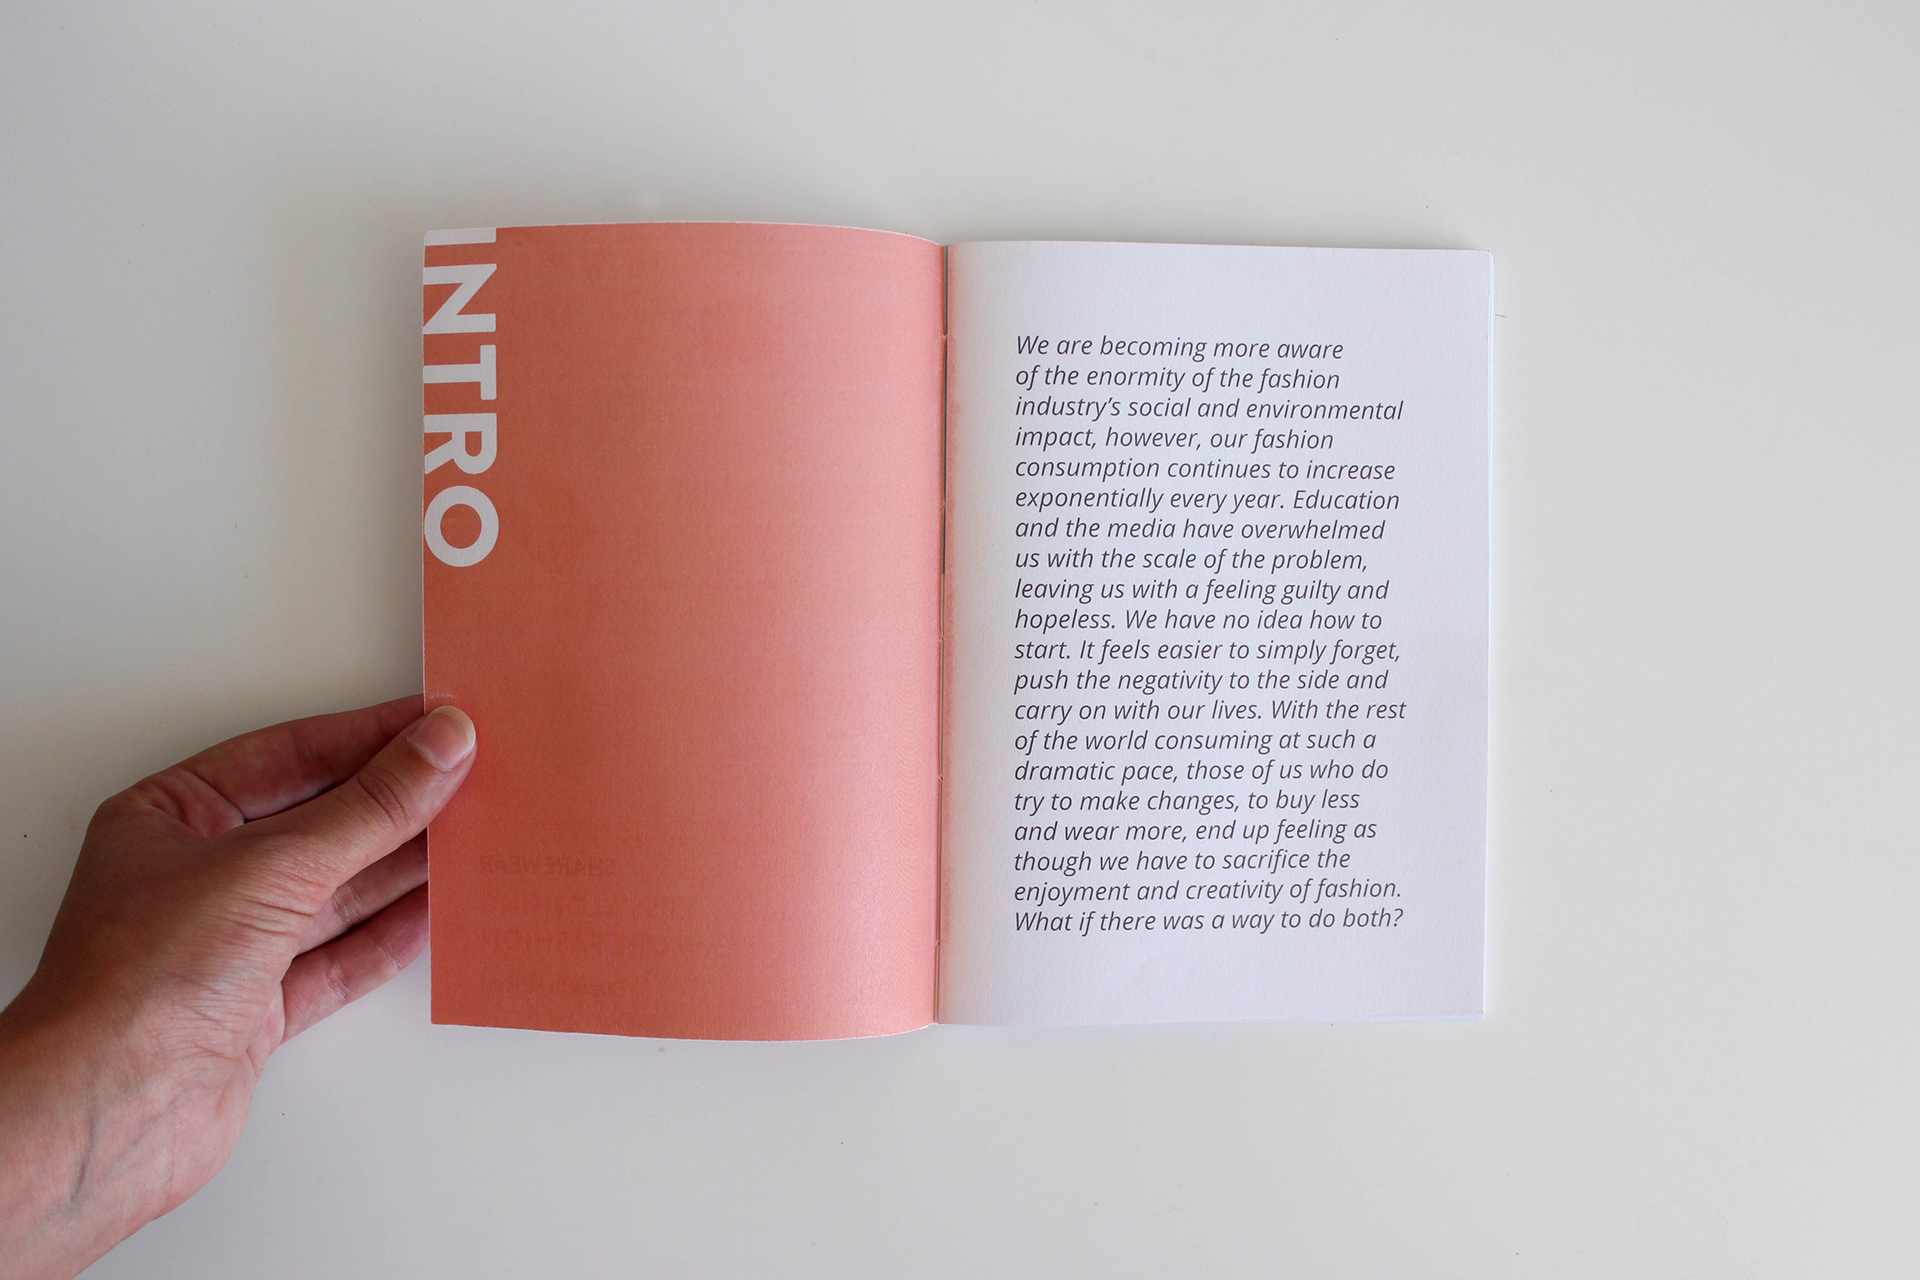 INTRO
We are becoming more aware
of the enormity of the fashion
industry’s social and environmental
impact, however, our fashion
consumption continues to increase
exponentially every year. Education
and the media have overwhelmed
us with the scale of the problem,
leaving us with a feeling guilty and
hopeless. We have no idea how to
start. It feels easier to simply forget,
push the negativity to the side and
carry on with our lives. With the rest
of the world consuming at such a
dramatic pace, those of us who do
try to make changes, to buy less
and wear more, end up feeling as
though we have to sacrifice the
enjoyment and creativity of fashion.
What if there was a way to do both?
SHARE WEAR